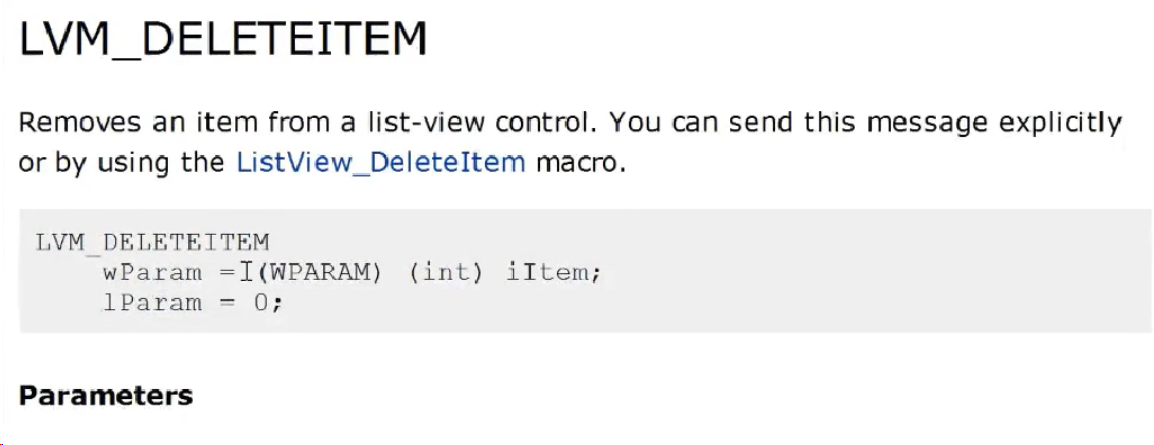 LVM_DELETEITEM
Removes an item from a list-view control. You can send this message explicitly
or by using the ListView_DeleteItem macro.
LVM_DELETEITEM
wParam = (WPARAM) (int) iItem;
lParam = 0;
Parameters